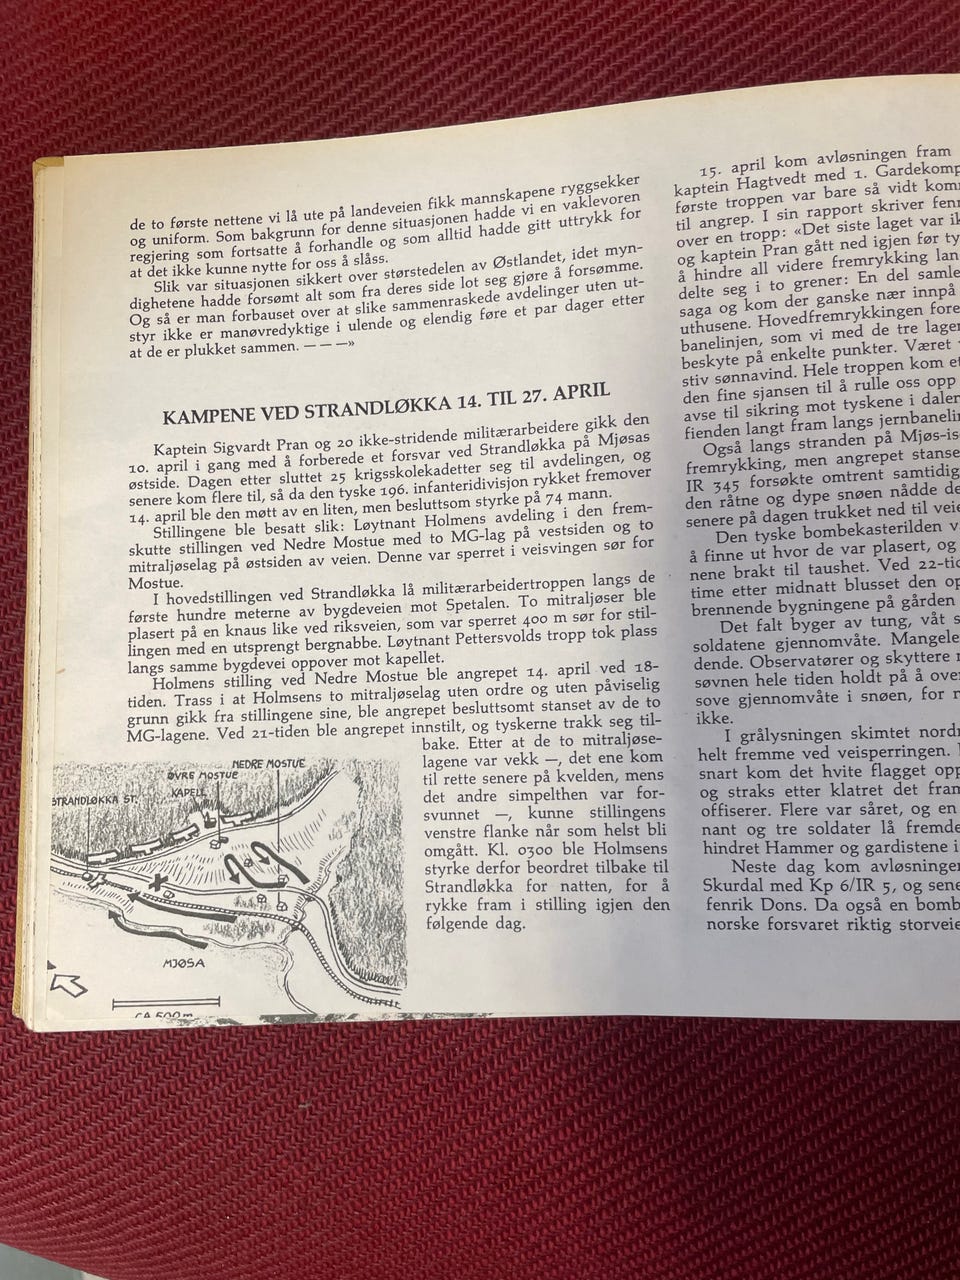 de to første nettene vi lå ute på landeveien fikk mannskapene ryggsekker
og uniform. Som bakgrunn for denne situasjonen hadde vi en vaklevoren
regjering som fortsatte å forhandle og som alltid hadde gitt uttrykk for
at det ikke kunne nytte for oss å slåss.
Slik var situasjonen sikkert over størstedelen av Østlandet, idet myn-
dighetene hadde forsømt alt som fra deres side lot seg gjøre å forsømme.
Og så er man forbauset over at slike sammenraskede avdelinger uten ut-
styr ikke er manøvredyktige i ulende og elendig føre et par dager etter
at de er plukket sammen. — — —»
KAMPENE VED STRANDLØKKA 14. TIL 27. APRIL
Kaptein Sigvardt Pran og 20 ikke-stridende militærarbeidere gikk den
10. april i gang med å forberede et forsvar ved Strandløkka på Mjøsas
østside. Dagen etter sluttet 25 krigsskolekadetter seg til avdelingen, og
senere kom flere til, så da den tyske 196. infanteridivisjon rykket fremover
14. april ble den møtt av en liten, men besluttsom styrke på 74 mann.
Stillingene ble besatt slik: Løytnant Holmens avdeling i den frem-
skutte stillingen ved Nedre Mostue med to MG-lag på vestsiden og to
mitraljøselag på østsiden av veien. Denne var sperret i veisvingen sør for
Mostue.
I hovedstillingen ved Strandløkka lå militærarbeidertroppen langs de
første hundre meterne av bygdeveien mot Spetalen. To mitraljøser ble
plasert på en knaus like ved riksveien, som var sperret 400 m sør for stil-
lingen med en utsprengt bergnabbe. Løytnant Pettersvolds tropp tok plass
langs samme bygdevei oppover mot kapellet.
Holmens stilling ved Nedre Mostue ble angrepet 14. april ved 18-
tiden. Trass i at Holmsens to mitraljøselag uten ordre og uten påviselig
grunn gikk fra stillingene sine, ble angrepet besluttsomt stanset av de to
MG-lagene. Ved 21-tiden ble angrepet innstilt, og tyskerne trakk seg til-
bake. Etter at de to mitraljøse-
lagene var vekk —, det ene kom
til rette senere på kvelden, mens
det andre simpelthen var for-
svunnet —, kunne stillingens
venstre flanke når som helst bli
omgått. Kl. 0300 ble Holmsens
styrke derfor beordret tilbake til
Strandløkka for natten, for å
rykke fram i stilling igjen den
følgende dag.
NEDRE MOSTUE
ØVRE MOSTUE
KAPELL
STRANDLØKKA ST.
MJØSA
CA 500 m
15. april kom avløsningen fram
kaptein Hagtvedt med 1. Gardekomp
første troppen var bare så vidt kom
til angrep. I sin rapport skriver fenr
over en tropp: «Det siste laget var ik
og kaptein Pran gått ned igjen før ty
å hindre all videre fremrykking lan
delte seg i to grener: En del samle
saga og kom der ganske nær innpå
uthusene. Hovedfremrykkingen fore
banelinjen, som vi med de tre lager
beskyte på enkelte punkter. Været
stiv sønnavind. Hele troppen kom et
den fine sjansen til å rulle oss opp
avse til sikring mot tyskerne i dalen
fienden langt fram langs jernbanelin
Også langs stranden på Mjøs-is
fremrykking, men angrepet stanse
IR 345 forsøkte omtrent samtidig
den råtne og dype snøen nådde de
senere på dagen trukket ned til veie
Den tyske bombekasterilden v
å finne ut hvor de var plasert, og
nene brakt til taushet. Ved 22-tid
time etter midnatt blusset den op
brennende bygningene på gården
Det falt byger av tung, våt s
soldatene gjennomvåte. Mangele
dende. Observatører og skyttere
søvnen hele tiden holdt på å ove
sove gjennomvåte i snøen, for
ikke.
I grålysningen skimtet nord
helt fremme ved veisperringen.
snart kom det hvite flagget opp
og straks etter klatret det fram
offiserer. Flere var såret, og en
nant og tre soldater lå fremde
hindret Hammer og gardistene i
Neste dag kom avløsningen
Skurdal med Kp 6/IR 5, og sene
fenrik Dons. Da også en bomb
norske forsvaret riktig storveie